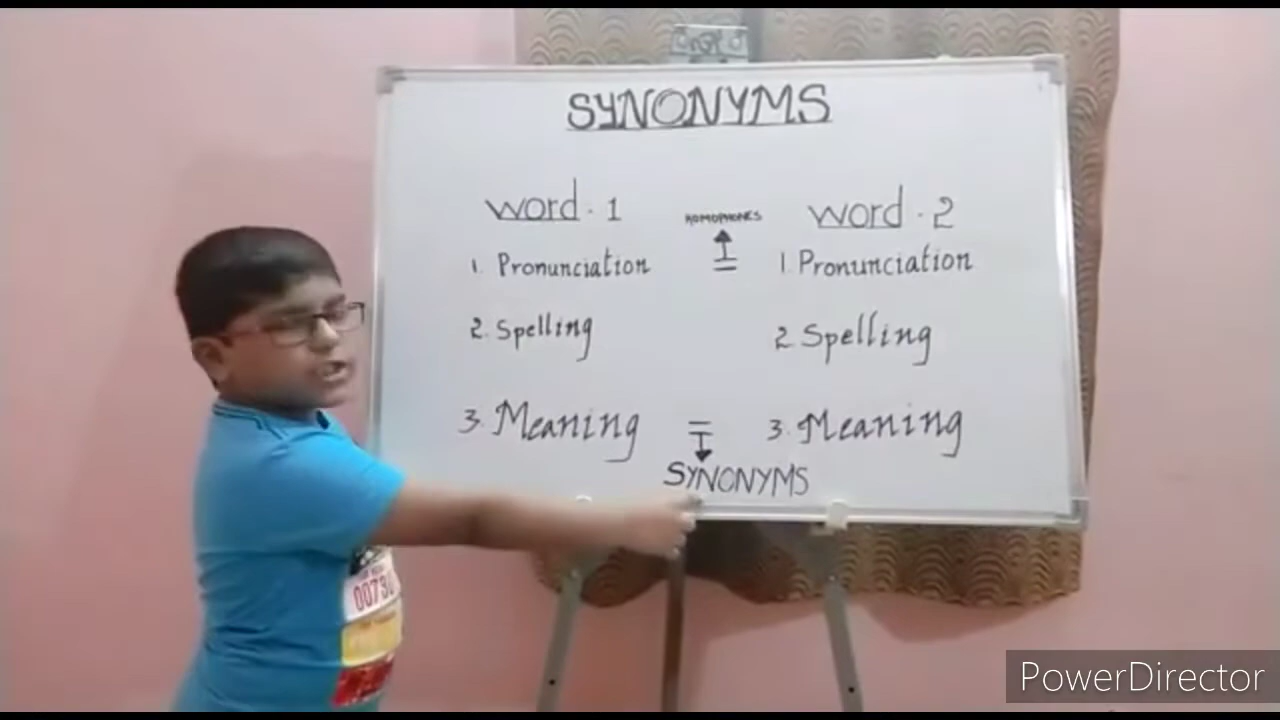 SYNONYMS
word · 1 HOMOPHONES word · 2
1. Pronunciation = 1. Pronunciation
2. Spelling 2. Spelling
3. Meaning = 3. Meaning
SYNONYMS
PowerDirector